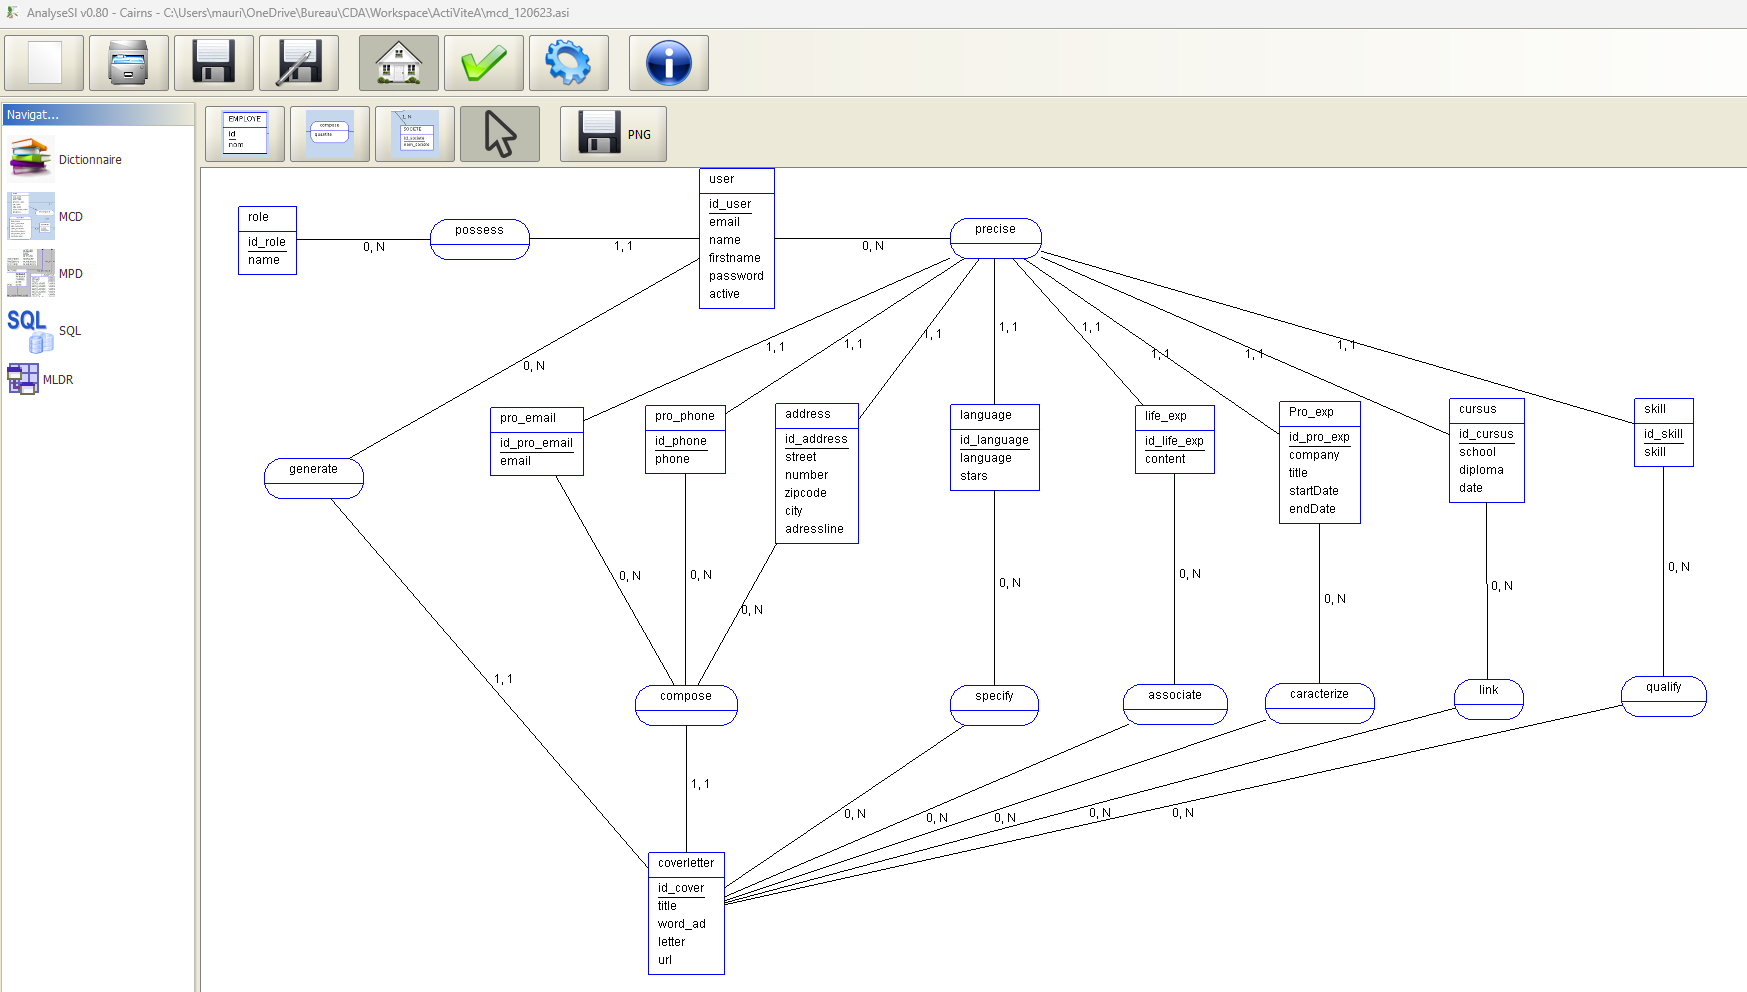 AnalyseSI v0.80 - Cairns - C:\Users\mauri\OneDrive\Bureau\CDA\Workspace\ActiViteA\mcd_120623.asi
Navigat...
Dictionnaire
MCD
MPD
SQL
SQL
MLDR
EMPLOYE
id
nom
compose
quantite
1, N
SOCIETE
id_societe
nom_societe
PNG
role
id_role
name
0, N
possess
1, 1
user
id_user
email
name
firstname
password
active
0, N
precise
0, N
1, 1
1, 1
1, 1
1, 1
1, 1
1, 1
1, 1
1, 1
generate
pro_email
id_pro_email
email
pro_phone
id_phone
phone
address
id_address
street
number
zipcode
city
adressline
language
id_language
language
stars
life_exp
id_life_exp
content
Pro_exp
id_pro_exp
company
title
startDate
endDate
cursus
id_cursus
school
diploma
date
skill
id_skill
skill
0, N
0, N
0, N
0, N
0, N
0, N
0, N
0, N
1, 1
compose
specify
associate
caracterize
link
qualify
1, 1
0, N
0, N
0, N
0, N
0, N
coverletter
id_cover
title
word_ad
letter
url